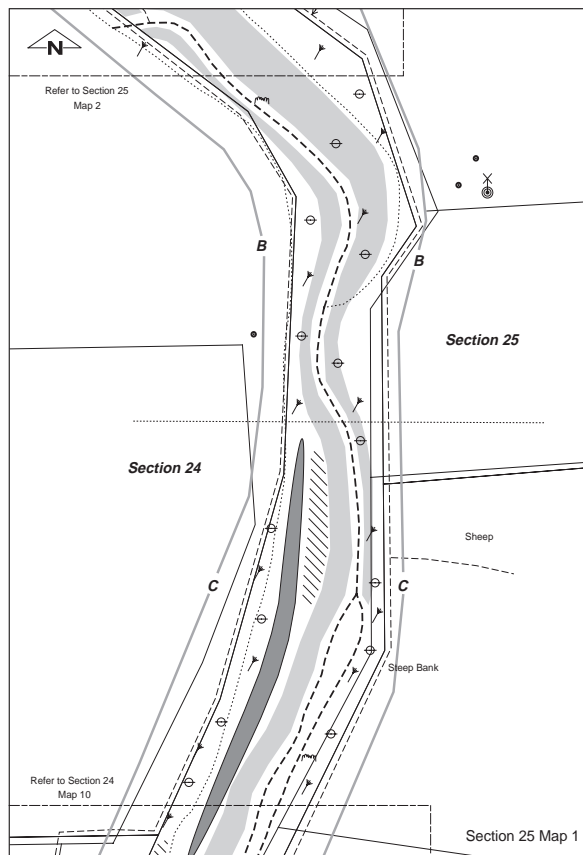 N
Refer to Section 25
Map 2
B
B
Section 25
Section 24
Sheep
C
C
Steep Bank
Refer to Section 24
Map 10
Section 25 Map 1